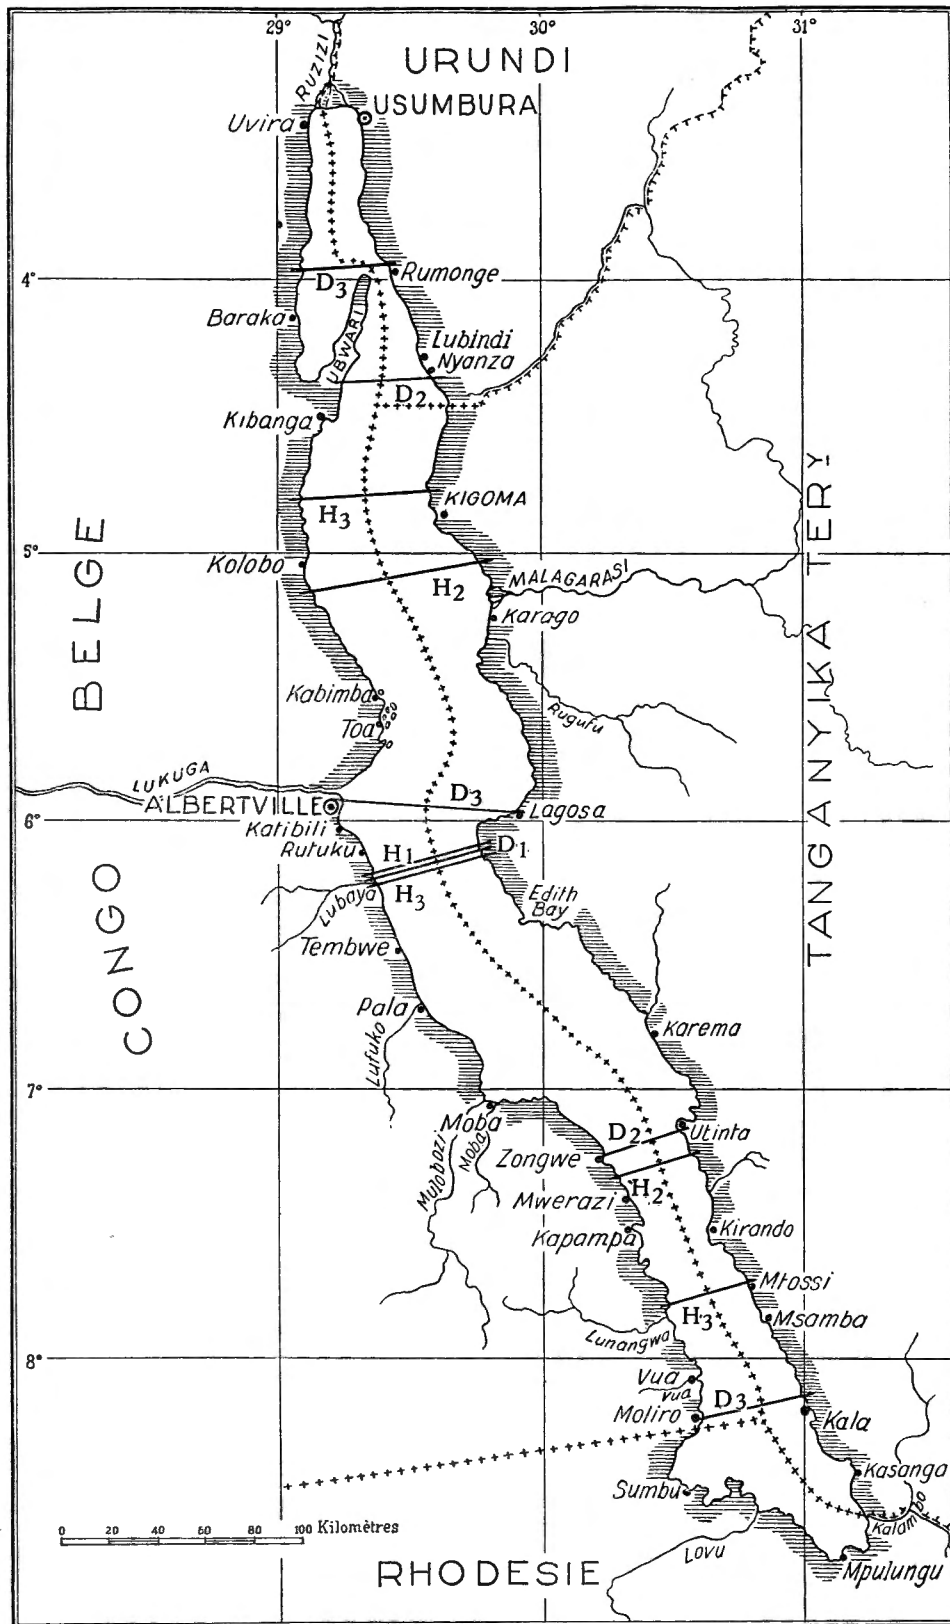 29° 30° 31°
RUZIZI
URUNDI
USUMBURA
Uvira
4°
D3
Rumonge
Baraka
UBWARI
Lubindi
Nyanza
D2
Kibanga
H3
KIGOMA
5°
Kolobo
H2
MALAGARASI
Karago
BELGE
CONGO
TANGANYIKA TERY
Kabimba
Toa
Rugufu
LUKUGA
ALBERTVILLE
D3
Lagosa
6°
Katibili
Rutuku
H1
D1
Lubaya
H3
Edith
Bay
Tembwe
Pala
Lufuko
Karema
7°
Moba
Moba
Mulobozi
D2
Utinta
Zongwe
H2
Mwerazi
Kapampa
Kirando
Mtossi
H3
Msamba
Lunangwa
8°
Vua
Vua
D3
Moliro
Kala
Kasanga
Sumbu
Kalambo
Lovu
Mpulungu
0 20 40 60 80 100 Kilomètres
RHODESIE